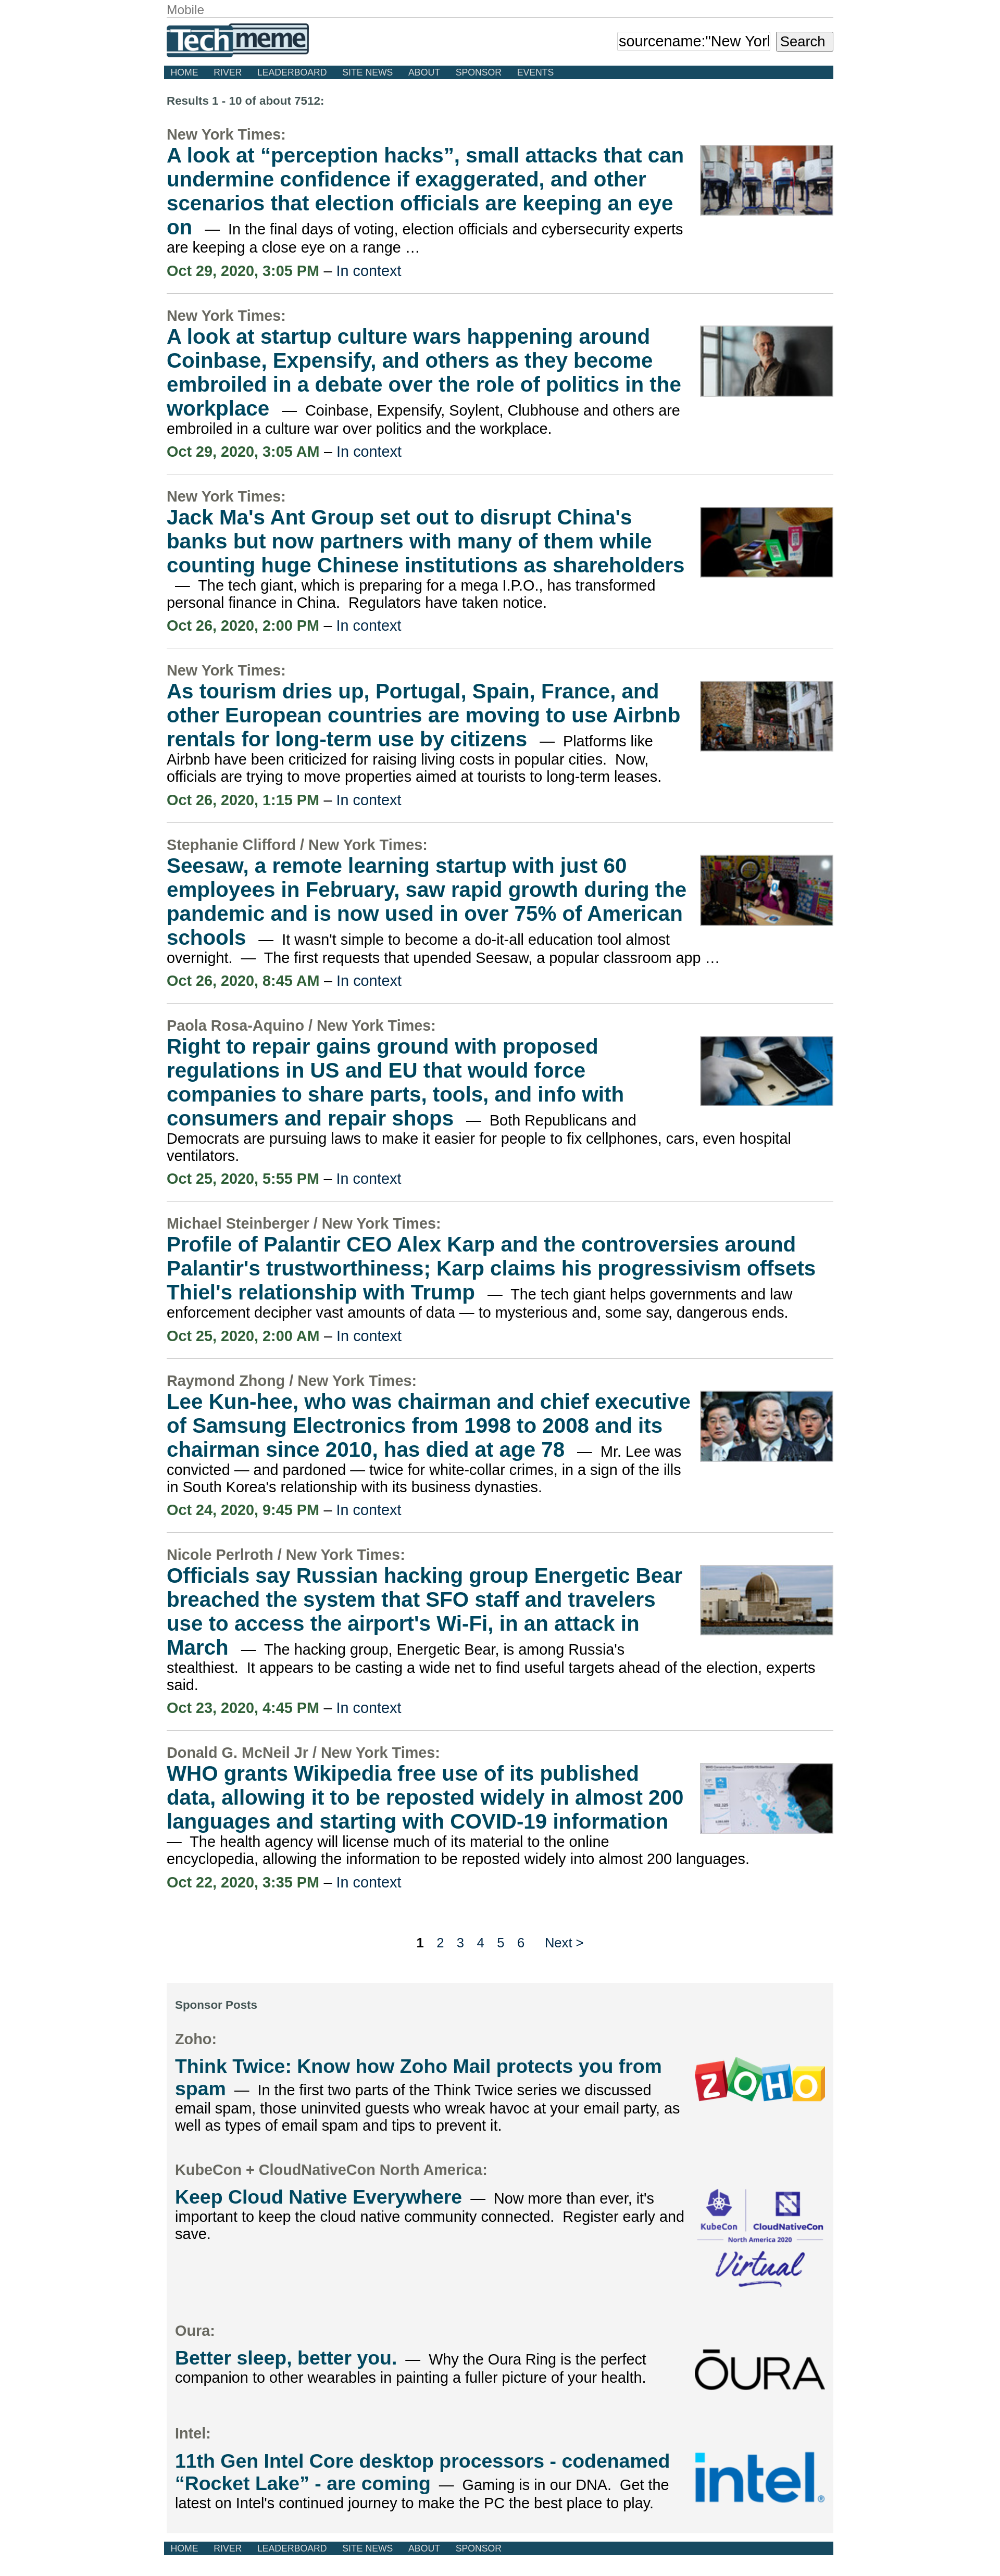 Mobile
Techmeme
sourcename:"New Yor
Search
HOME RIVER LEADERBOARD SITE NEWS ABOUT SPONSOR EVENTS
Results 1 - 10 of about 7512:
New York Times:
A look at “perception hacks”, small attacks that can
undermine confidence if exaggerated, and other
scenarios that election officials are keeping an eye
on — In the final days of voting, election officials and cybersecurity experts
are keeping a close eye on a range …
Oct 29, 2020, 3:05 PM – In context
New York Times:
A look at startup culture wars happening around
Coinbase, Expensify, and others as they become
embroiled in a debate over the role of politics in the
workplace — Coinbase, Expensify, Soylent, Clubhouse and others are
embroiled in a culture war over politics and the workplace.
Oct 29, 2020, 3:05 AM – In context
New York Times:
Jack Ma's Ant Group set out to disrupt China's
banks but now partners with many of them while
counting huge Chinese institutions as shareholders
— The tech giant, which is preparing for a mega I.P.O., has transformed
personal finance in China. Regulators have taken notice.
Oct 26, 2020, 2:00 PM – In context
New York Times:
As tourism dries up, Portugal, Spain, France, and
other European countries are moving to use Airbnb
rentals for long-term use by citizens — Platforms like
Airbnb have been criticized for raising living costs in popular cities. Now,
officials are trying to move properties aimed at tourists to long-term leases.
Oct 26, 2020, 1:15 PM – In context
Stephanie Clifford / New York Times:
Seesaw, a remote learning startup with just 60
employees in February, saw rapid growth during the
pandemic and is now used in over 75% of American
schools — It wasn't simple to become a do-it-all education tool almost
overnight. — The first requests that upended Seesaw, a popular classroom app …
Oct 26, 2020, 8:45 AM – In context
Paola Rosa-Aquino / New York Times:
Right to repair gains ground with proposed
regulations in US and EU that would force
companies to share parts, tools, and info with
consumers and repair shops — Both Republicans and
Democrats are pursuing laws to make it easier for people to fix cellphones, cars, even hospital
ventilators.
Oct 25, 2020, 5:55 PM – In context
Michael Steinberger / New York Times:
Profile of Palantir CEO Alex Karp and the controversies around
Palantir's trustworthiness; Karp claims his progressivism offsets
Thiel's relationship with Trump — The tech giant helps governments and law
enforcement decipher vast amounts of data — to mysterious and, some say, dangerous ends.
Oct 25, 2020, 2:00 AM – In context
Raymond Zhong / New York Times:
Lee Kun-hee, who was chairman and chief executive
of Samsung Electronics from 1998 to 2008 and its
chairman since 2010, has died at age 78 — Mr. Lee was
convicted — and pardoned — twice for white-collar crimes, in a sign of the ills
in South Korea's relationship with its business dynasties.
Oct 24, 2020, 9:45 PM – In context
Nicole Perlroth / New York Times:
Officials say Russian hacking group Energetic Bear
breached the system that SFO staff and travelers
use to access the airport's Wi-Fi, in an attack in
March — The hacking group, Energetic Bear, is among Russia's
stealthiest. It appears to be casting a wide net to find useful targets ahead of the election, experts
said.
Oct 23, 2020, 4:45 PM – In context
Donald G. McNeil Jr / New York Times:
WHO grants Wikipedia free use of its published
data, allowing it to be reposted widely in almost 200
languages and starting with COVID-19 information
— The health agency will license much of its material to the online
encyclopedia, allowing the information to be reposted widely into almost 200 languages.
Oct 22, 2020, 3:35 PM – In context
1 2 3 4 5 6 Next >
Sponsor Posts
Zoho:
Think Twice: Know how Zoho Mail protects you from
spam — In the first two parts of the Think Twice series we discussed
email spam, those uninvited guests who wreak havoc at your email party, as
well as types of email spam and tips to prevent it.
ZOHO
KubeCon + CloudNativeCon North America:
Keep Cloud Native Everywhere — Now more than ever, it's
important to keep the cloud native community connected. Register early and
save.
KubeCon CloudNativeCon
North America 2020
Virtual
Oura:
Better sleep, better you. — Why the Oura Ring is the perfect
companion to other wearables in painting a fuller picture of your health.
ŌURA
Intel:
11th Gen Intel Core desktop processors - codenamed
“Rocket Lake” - are coming — Gaming is in our DNA. Get the
latest on Intel's continued journey to make the PC the best place to play.
intel®
HOME RIVER LEADERBOARD SITE NEWS ABOUT SPONSOR